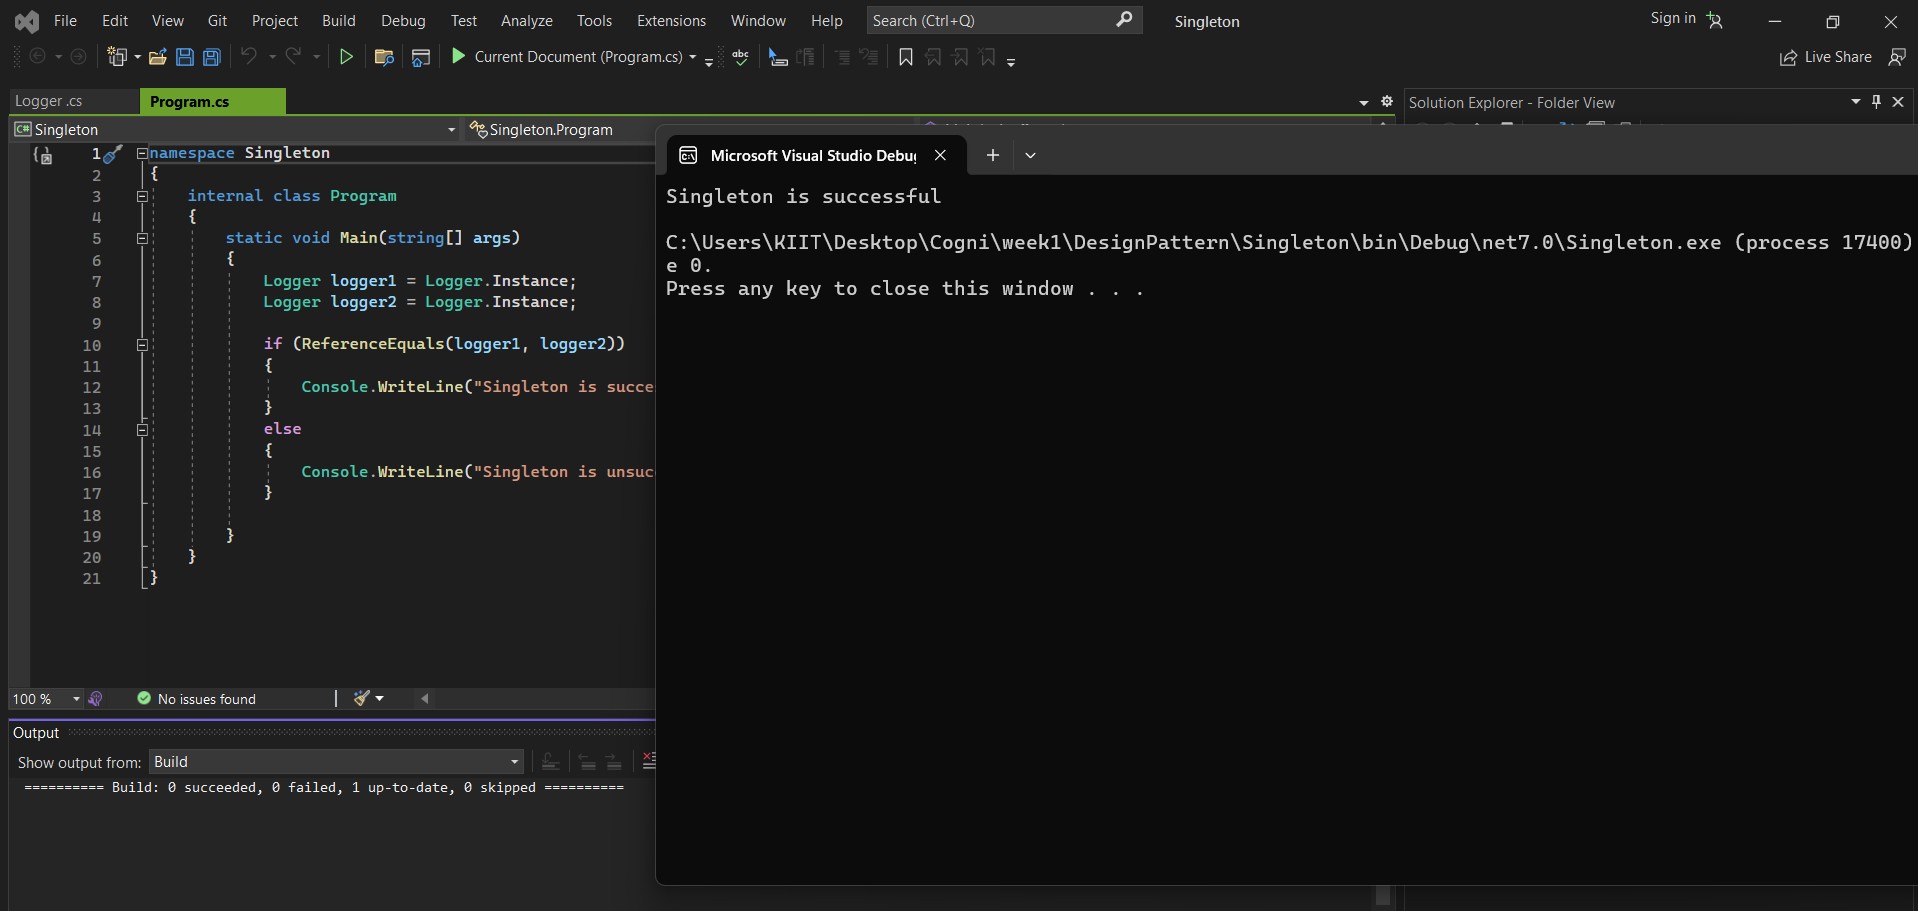 File Edit View Git Project Build Debug Test Analyze Tools Extensions Window Help Search (Ctrl+Q) Singleton Sign in
Current Document (Program.cs) abc Live Share
Logger .cs Program.cs
Solution Explorer - Folder View
C# Singleton Singleton.Program
1 namespace Singleton
2 {
3 internal class Program
4 {
5 static void Main(string[] args)
6 {
7 Logger logger1 = Logger.Instance;
8 Logger logger2 = Logger.Instance;
9
10 if (ReferenceEquals(logger1, logger2))
11 {
12 Console.WriteLine("Singleton is succe
13 }
14 else
15 {
16 Console.WriteLine("Singleton is unsuc
17 }
18
19 }
20 }
21 }
100 % No issues found
Output
Show output from: Build
========== Build: 0 succeeded, 0 failed, 1 up-to-date, 0 skipped ==========
Microsoft Visual Studio Debug
Singleton is successful
C:\Users\KIIT\Desktop\Cogni\week1\DesignPattern\Singleton\bin\Debug\net7.0\Singleton.exe (process 17400)
e 0.
Press any key to close this window . . .